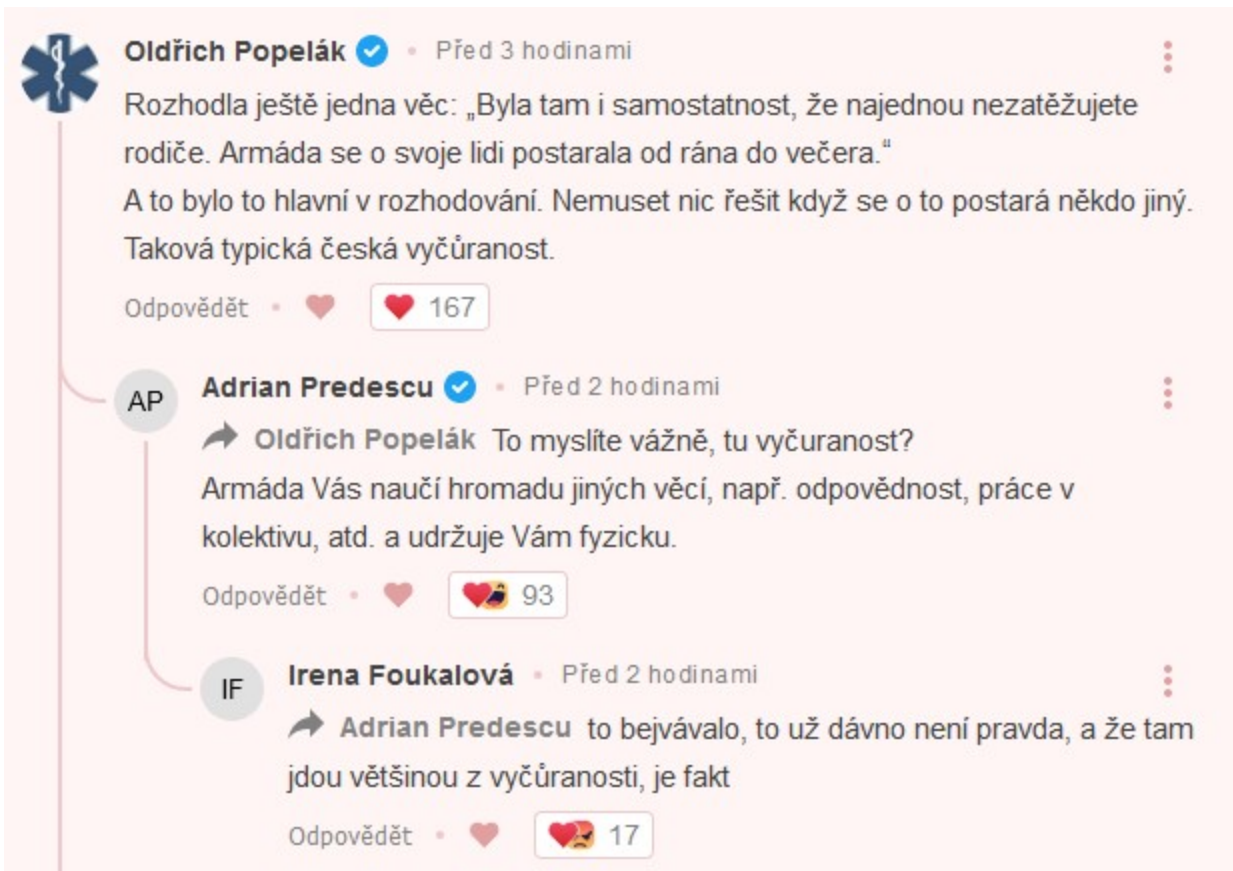 Oldřich Popelák • Před 3 hodinami
Rozhodla ještě jedna věc: „Byla tam i samostatnost, že najednou nezatěžujete
rodiče. Armáda se o svoje lidi postarala od rána do večera.“
A to bylo to hlavní v rozhodování. Nemuset nic řešit když se o to postará někdo jiný.
Taková typická česká vyčůranost.
Odpovědět • 167
AP
Adrian Predescu • Před 2 hodinami
Oldřich Popelák To myslíte vážně, tu vyčuranost?
Armáda Vás naučí hromadu jiných věcí, např. odpovědnost, práce v
kolektivu, atd. a udržuje Vám fyzicku.
Odpovědět • 93
IF
Irena Foukalová • Před 2 hodinami
Adrian Predescu to bejvávalo, to už dávno není pravda, a že tam
jdou většinou z vyčůranosti, je fakt
Odpovědět • 17